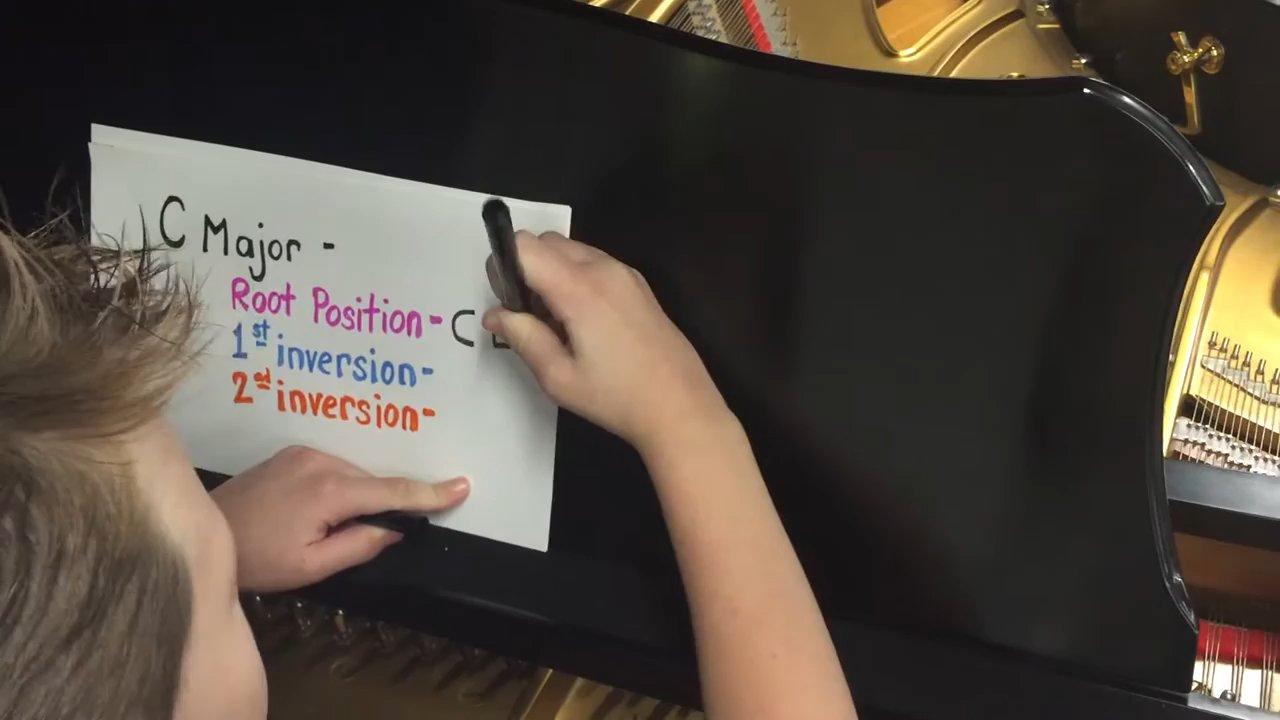 C Major -
Root Position- C
1st inversion-
2nd inversion-